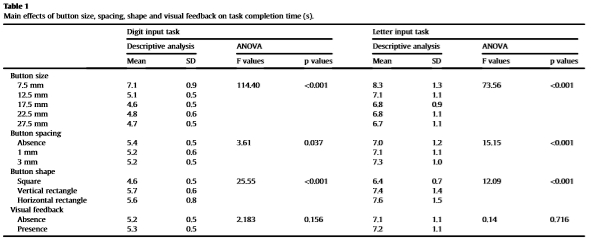 Table 1
Main effects of button size, spacing, shape and visual feedback on task completion time (s).
Digit input task Letter input task
Descriptive analysis ANOVA Descriptive analysis ANOVA
Mean SD F values p values Mean SD F values p values
Button size
7.5 mm 7.1 0.9 114.40 <0.001 8.3 1.3 73.56 <0.001
12.5 mm 5.1 0.5 7.1 1.1
17.5 mm 4.6 0.5 6.8 0.9
22.5 mm 4.8 0.6 6.8 1.1
27.5 mm 4.7 0.5 6.7 1.1
Button spacing
Absence 5.4 0.5 3.61 0.037 7.0 1.2 15.15 <0.001
1 mm 5.2 0.6 7.1 1.1
3 mm 5.2 0.5 7.3 1.0
Button shape
Square 4.6 0.5 25.55 <0.001 6.4 0.7 12.09 <0.001
Vertical rectangle 5.7 0.6 7.4 1.4
Horizontal rectangle 5.6 0.8 7.6 1.5
Visual feedback
Absence 5.2 0.5 2.183 0.156 7.1 1.1 0.14 0.716
Presence 5.3 0.5 7.2 1.1